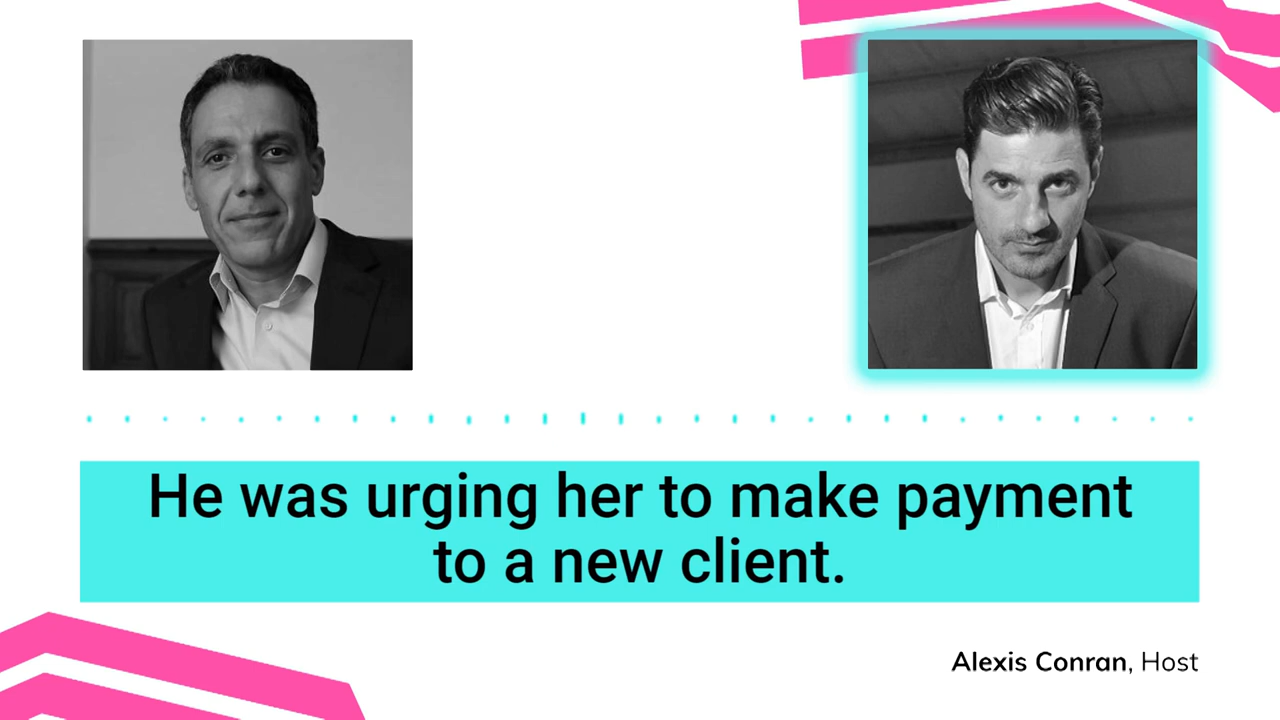 He was urging her to make payment
to a new client.
Alexis Conran, Host